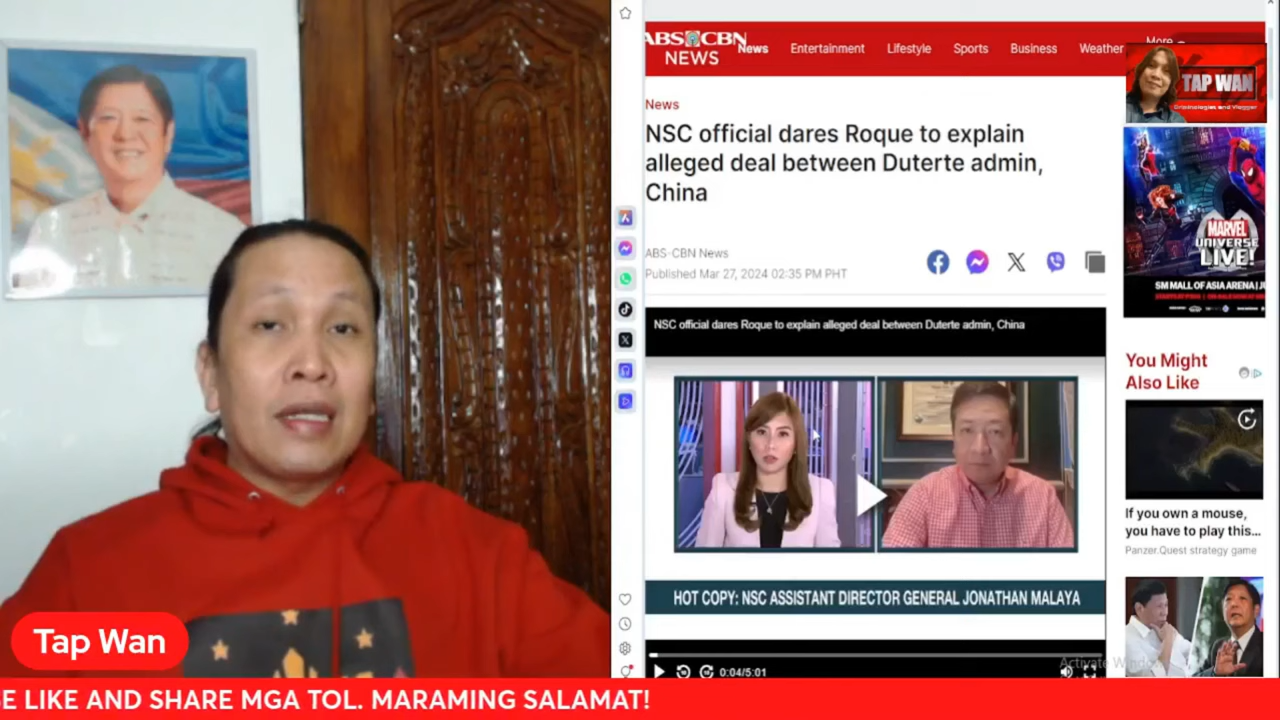 ABS CBN
NEWS
News
Entertainment
Lifestyle
Sports
Business
Weather
More
TAP WAN
News
NSC official dares Roque to explain
alleged deal between Duterte admin,
China
ABS-CBN News
Published Mar 27, 2024 02:35 PM PHT
NSC official dares Roque to explain alleged deal between Duterte admin, China
MARVEL
UNIVERSE
LIVE!
SM MALL OF ASIA ARENA
You Might
Also Like
If you own a mouse,
you have to play this...
Panzer.Quest strategy game
HOT COPY: NSC ASSISTANT DIRECTOR GENERAL JONATHAN MALAYA
0:04/5:01
Tap Wan
E LIKE AND SHARE MGA TOL. MARAMING SALAMAT!